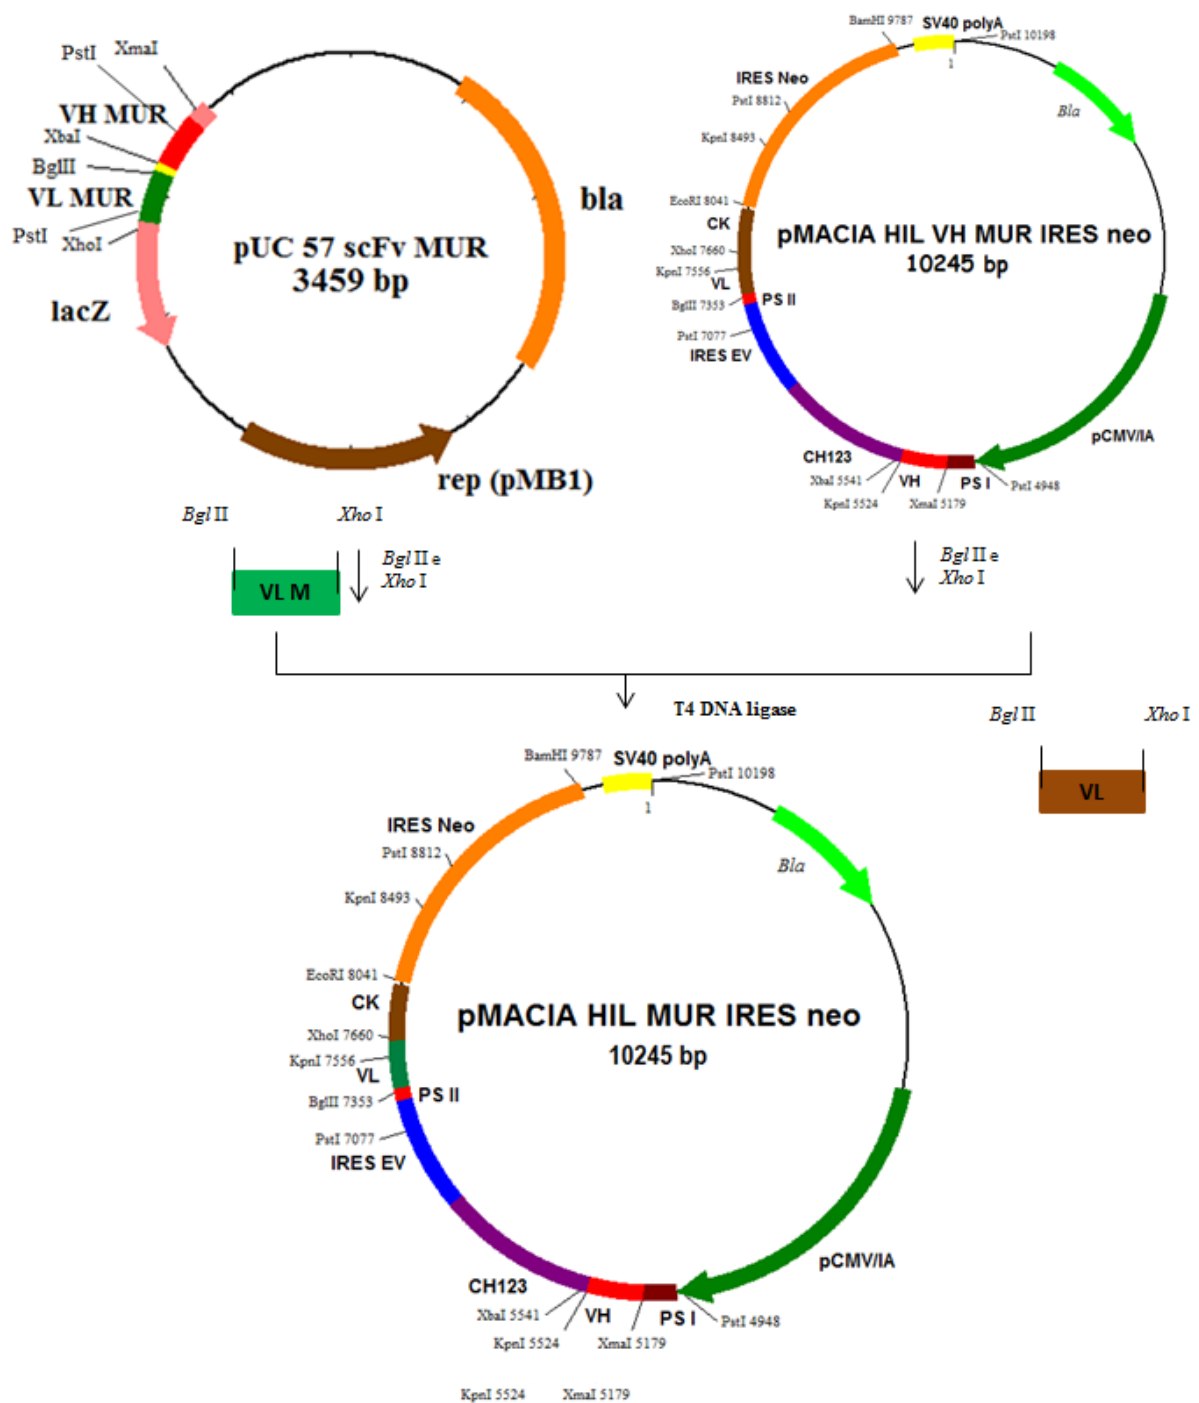 PstI
XmaI
VH MUR
XbaI
BglII
VL MUR
PstI
XhoI
lacZ
pUC 57 scFv MUR
3459 bp
bla
rep (pMB1)
BamHI 9787
SV40 polyA
PstI 10198
1
IRES Neo
PstI 8812
Bla
KpnI 8493
EcoRI 8041
CK
XhoI 7660
KpnI 7556
VL
BglII 7353
PS II
PstI 7077
IRES EV
pMACIA HIL VH MUR IRES neo
10245 bp
pCMV/IA
CH123
XbaI 5541
VH
PS I
PstI 4948
KpnI 5524
XmaI 5179
Bgl II
Xho I
VL M
Bgl II e
Xho I
Bgl II e
Xho I
T4 DNA ligase
Bgl II
Xho I
VL
BamHI 9787
SV40 polyA
PstI 10198
1
IRES Neo
PstI 8812
Bla
KpnI 8493
EcoRI 8041
CK
XhoI 7660
KpnI 7556
VL
BglII 7353
PS II
PstI 7077
IRES EV
pMACIA HIL MUR IRES neo
10245 bp
pCMV/IA
CH123
XbaI 5541
VH
PS I
PstI 4948
KpnI 5524
XmaI 5179
KpnI 5524
XmaI 5179